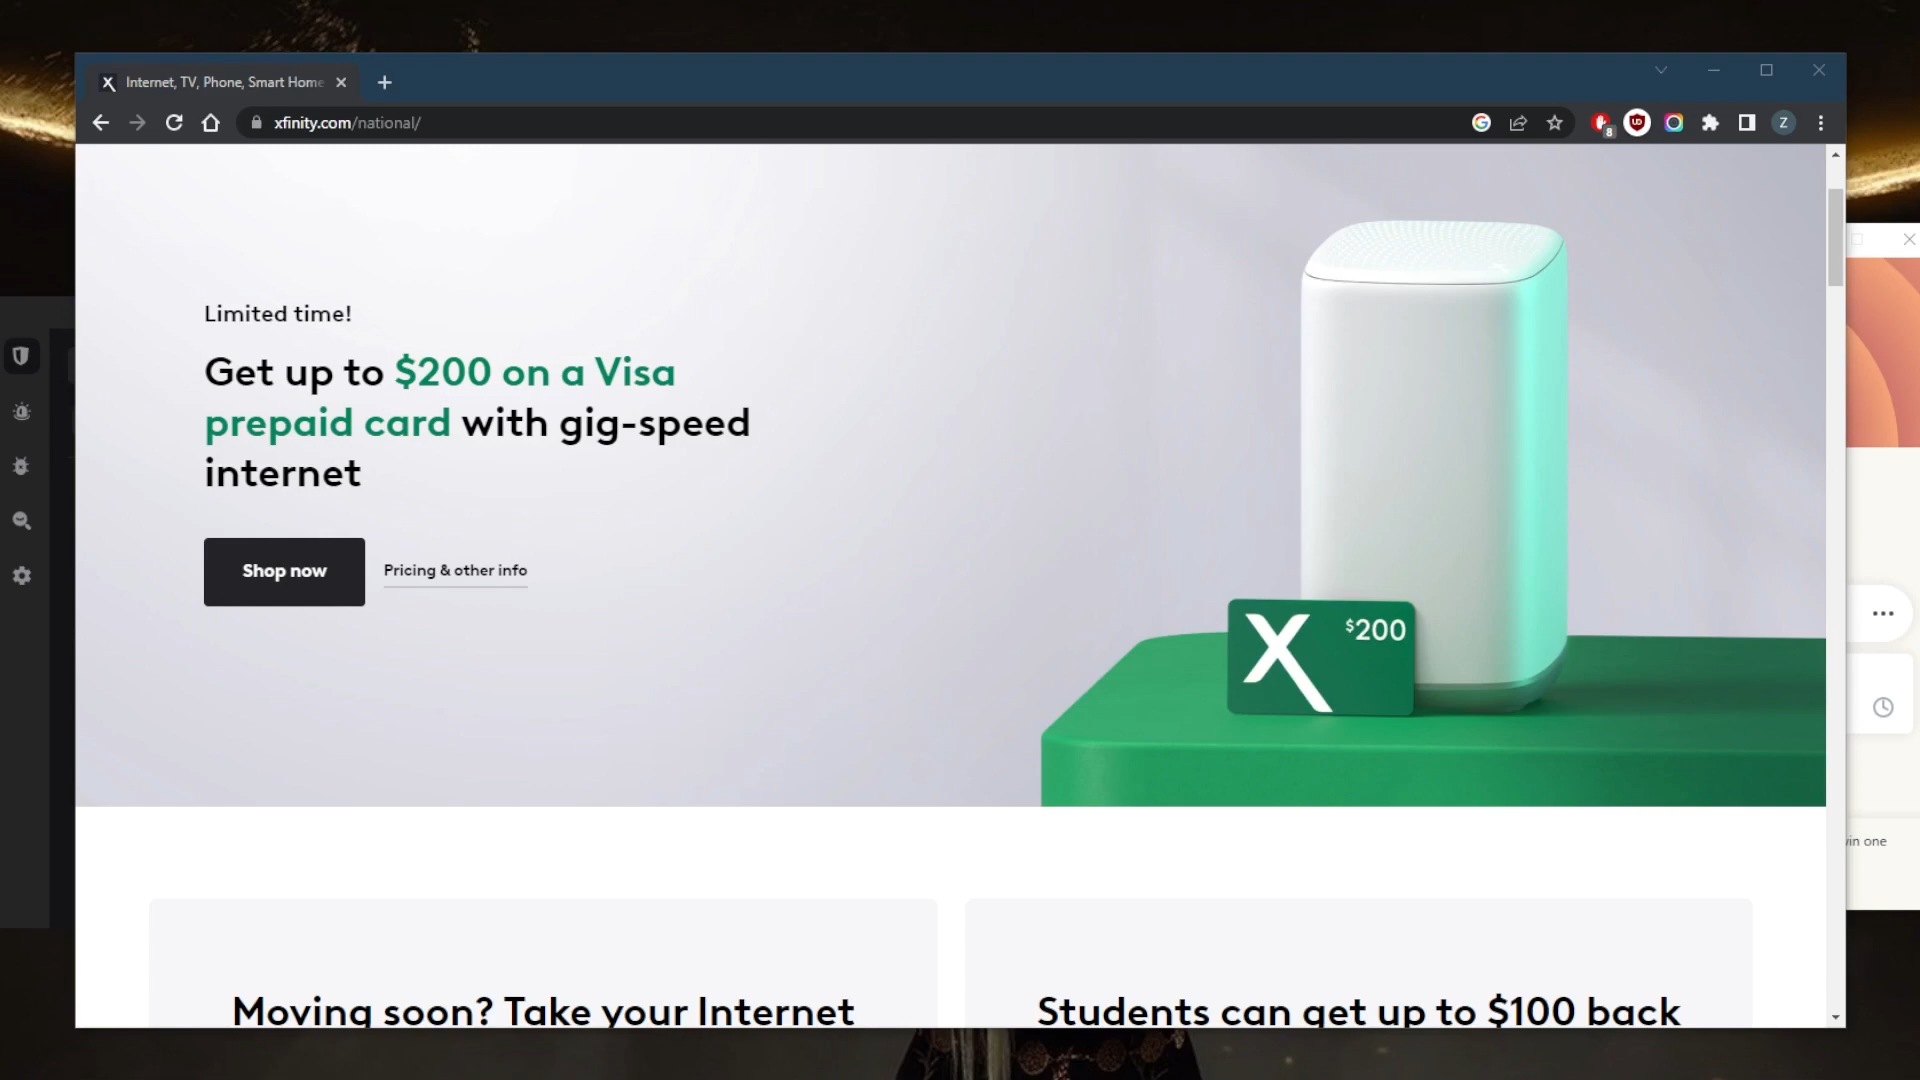 Internet, TV, Phone, Smart Home
xfinity.com/national/
8
Z
Limited time!
Get up to $200 on a Visa
prepaid card with gig-speed
internet
Shop now
Pricing & other info
X
$200
Moving soon? Take your Internet
Students can get up to $100 back
in one